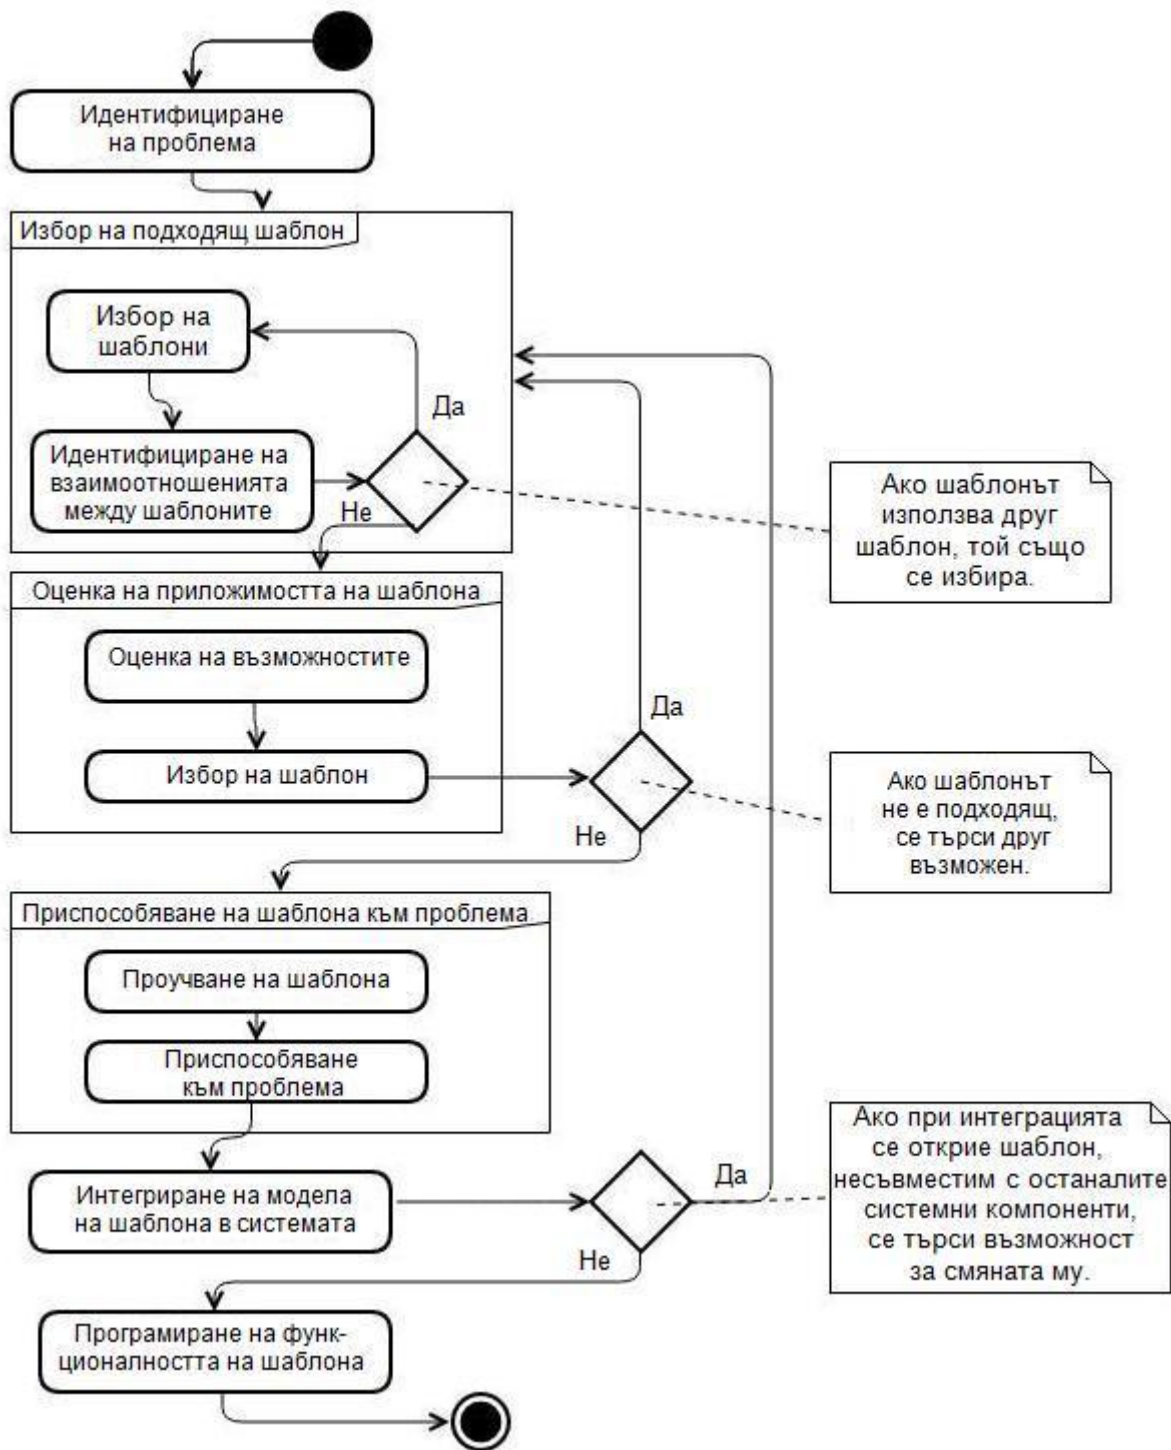 Идентифициране
на проблема
Избор на подходящ шаблон
Избор на
шаблони
Да
Идентифициране на
взаимоотношенията
между шаблоните
Не
Ако шаблонът
използва друг
шаблон, той също
се избира.
Оценка на приложимостта на шаблона
Оценка на възможностите
Избор на шаблон
Да
Не
Ако шаблонът
не е подходящ,
се търси друг
възможен.
Приспособяване на шаблона към проблема
Проучване на шаблона
Приспособяване
към проблема
Интегриране на модела
на шаблона в системата
Да
Не
Ако при интеграцията
се открие шаблон,
несъвместим с останалите
системни компоненти,
се търси възможност
за смяната му.
Програмиране на функ-
ционалността на шаблона